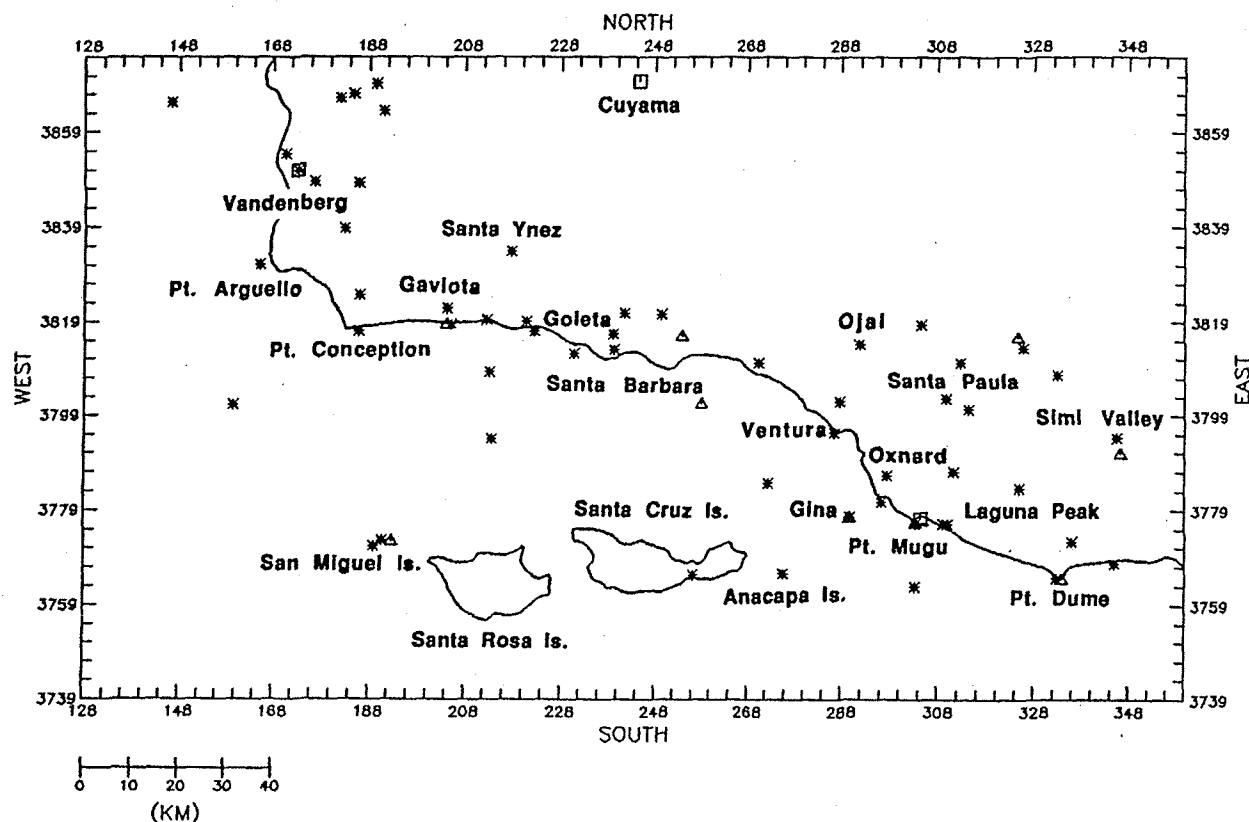 NORTH
128 148 168 188 208 228 248 268 288 308 328 348
Cuyama
3859 3859
Vandenberg
3839 3839
Santa Ynez
Pt. Arguello
Gaviota
3819 3819
Goleta
Ojai
Pt. Conception
WEST
EAST
Santa Barbara
Santa Paula
3799 3799
Simi Valley
Ventura
Oxnard
3779 3779
Santa Cruz Is.
Gina
Laguna Peak
Pt. Mugu
San Miguel Is.
Anacapa Is.
Pt. Dume
3759 3759
Santa Rosa Is.
3739 3739
128 148 168 188 208 228 248 268 288 308 328 348
SOUTH
0 10 20 30 40
(KM)